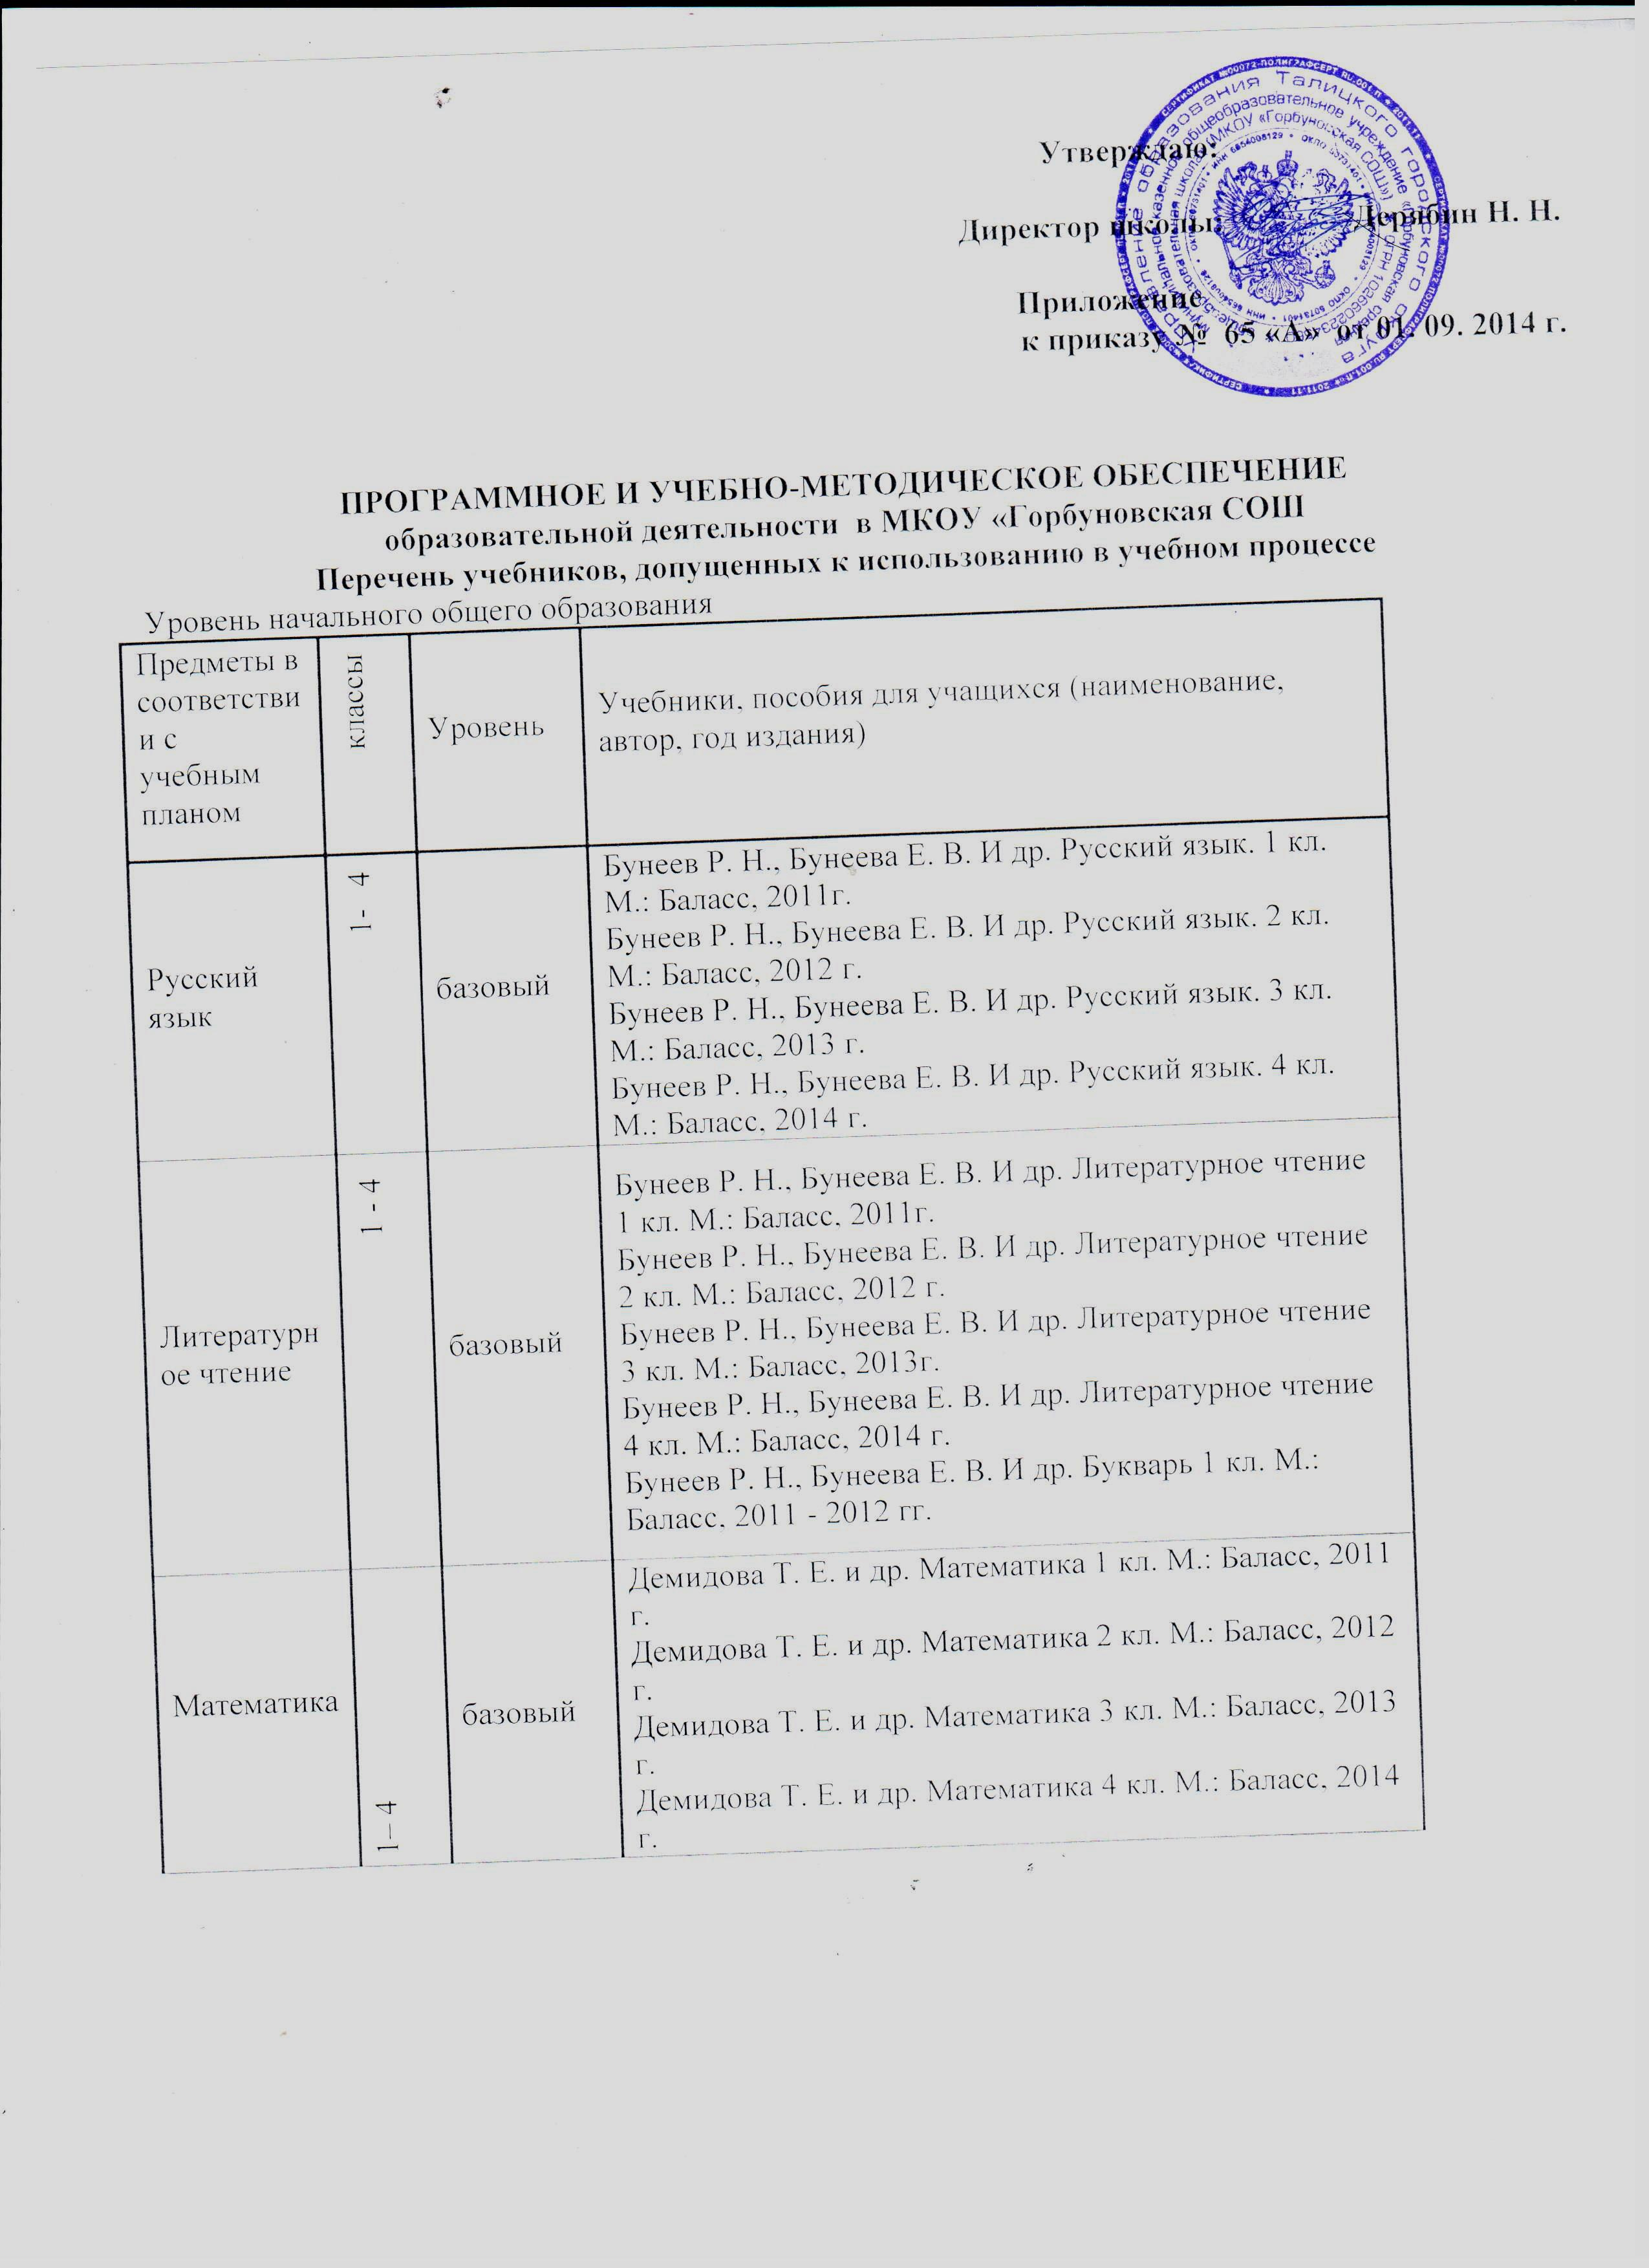 Утверждаю:
Директор школы: Дерябин Н. Н.
Приложение
к приказу № 65 «А» от 01. 09. 2014 г.
ПРОГРАММНОЕ И УЧЕБНО-МЕТОДИЧЕСКОЕ ОБЕСПЕЧЕНИЕ
образовательной деятельности в МКОУ «Горбуновская СОШ
Перечень учебников, допущенных к использованию в учебном процессе
Уровень начального общего образования
Предметы в
соответстви
и с
учебным
планом
классы
Уровень
Учебники, пособия для учащихся (наименование,
автор, год издания)
Русский
язык
1- 4
базовый
Бунеев Р. Н., Бунеева Е. В. И др. Русский язык. 1 кл.
М.: Баласс, 2011г.
Бунеев Р. Н., Бунеева Е. В. И др. Русский язык. 2 кл.
М.: Баласс, 2012 г.
Бунеев Р. Н., Бунеева Е. В. И др. Русский язык. 3 кл.
М.: Баласс, 2013 г.
Бунеев Р. Н., Бунеева Е. В. И др. Русский язык. 4 кл.
М.: Баласс, 2014 г.
Литературн
ое чтение
1 - 4
базовый
Бунеев Р. Н., Бунеева Е. В. И др. Литературное чтение
1 кл. М.: Баласс, 2011г.
Бунеев Р. Н., Бунеева Е. В. И др. Литературное чтение
2 кл. М.: Баласс, 2012 г.
Бунеев Р. Н., Бунеева Е. В. И др. Литературное чтение
3 кл. М.: Баласс, 2013г.
Бунеев Р. Н., Бунеева Е. В. И др. Литературное чтение
4 кл. М.: Баласс, 2014 г.
Бунеев Р. Н., Бунеева Е. В. И др. Букварь 1 кл. М.:
Баласс, 2011 - 2012 гг.
Математика
1– 4
базовый
Демидова Т. Е. и др. Математика 1 кл. М.: Баласс, 2011
г.
Демидова Т. Е. и др. Математика 2 кл. М.: Баласс, 2012
г.
Демидова Т. Е. и др. Математика 3 кл. М.: Баласс, 2013
г.
Демидова Т. Е. и др. Математика 4 кл. М.: Баласс, 2014
г.